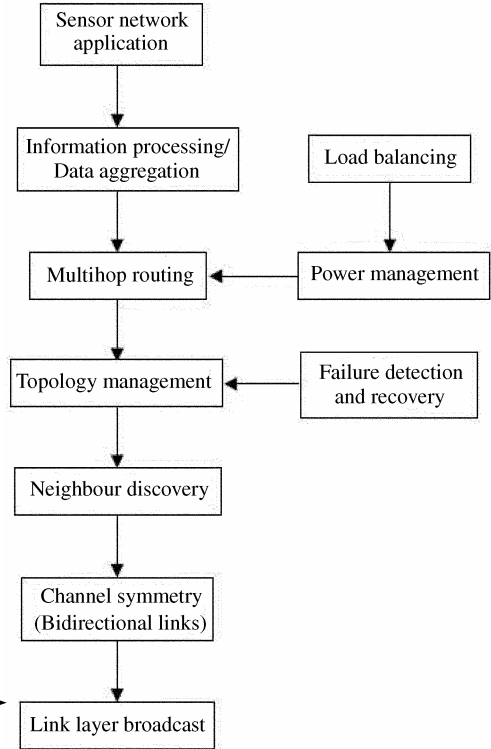 Sensor network
application
Information processing/
Data aggregation
Load balancing
Multihop routing
Power management
Topology management
Failure detection
and recovery
Neighbour discovery
Channel symmetry
(Bidirectional links)
Link layer broadcast